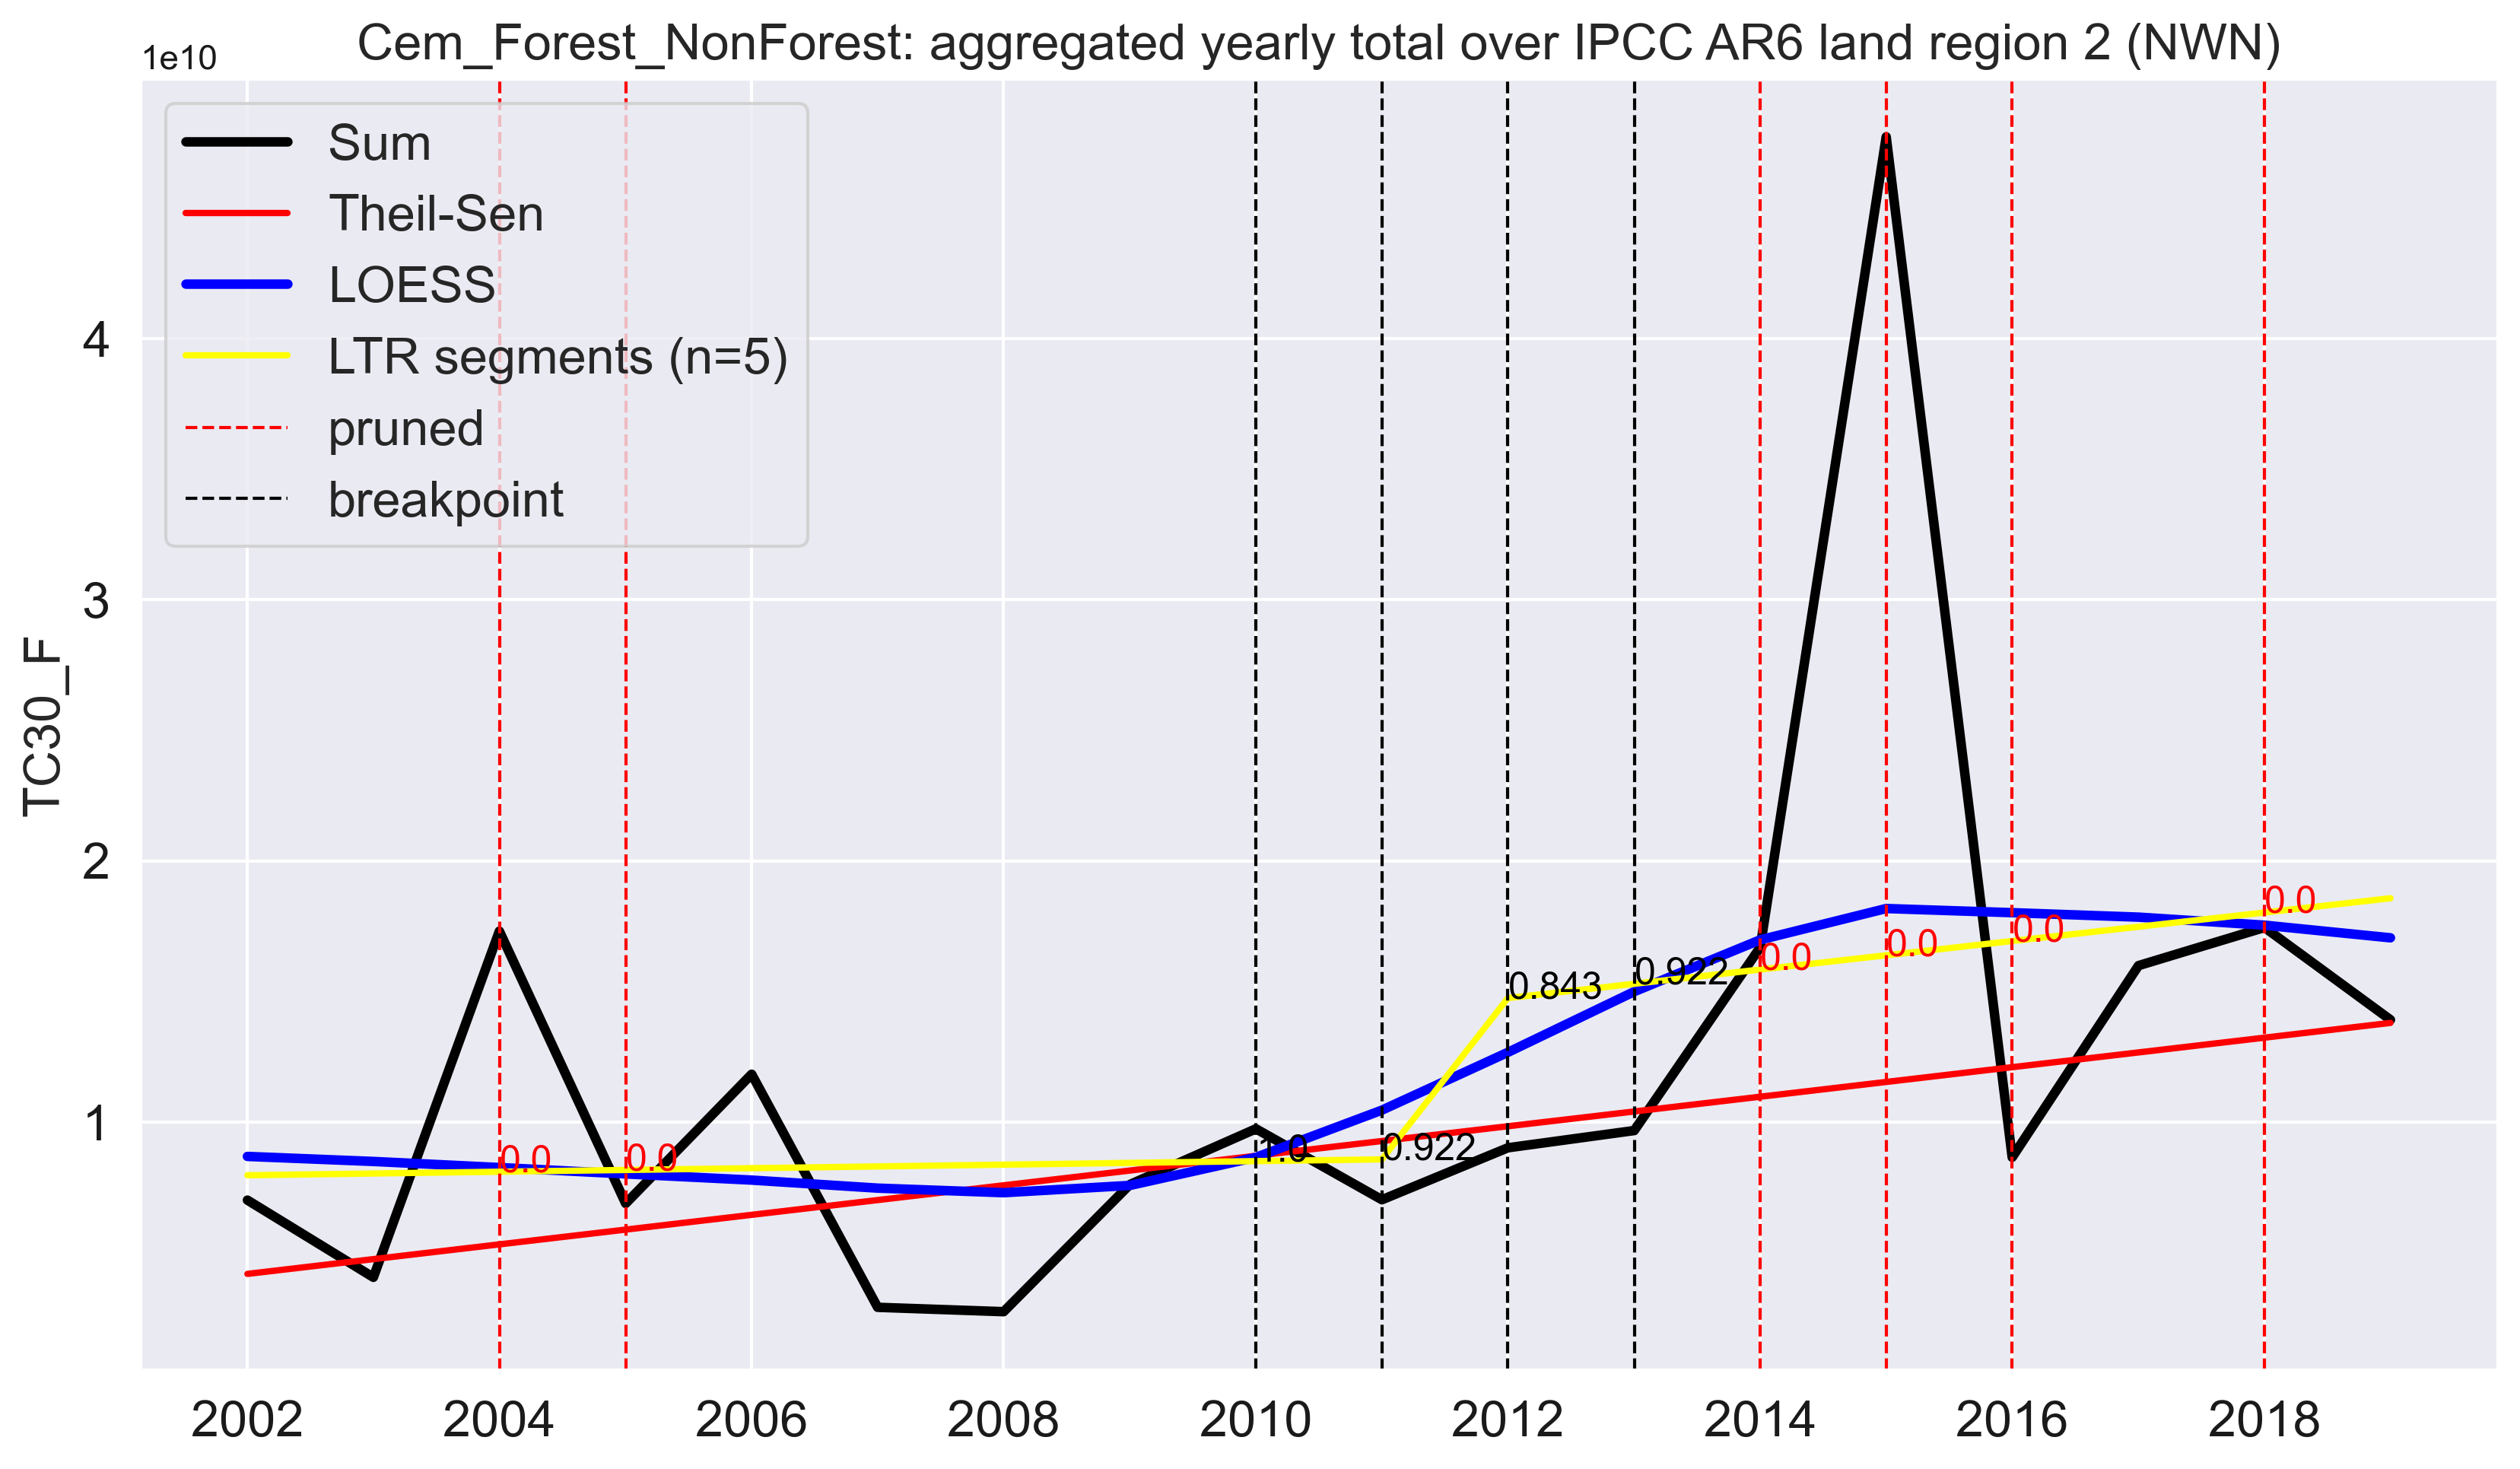 Cem_Forest_NonForest: aggregated yearly total over IPCC AR6 land region 2 (NWN)
1e10
Sum
Theil-Sen
LOESS
LTR segments (n=5)
pruned
breakpoint
4
3
2
1
TC30_F
0.0
0.0
1.0
0.922
0.843
0.922
0.0
0.0
0.0
0.0
2002 2004 2006 2008 2010 2012 2014 2016 2018